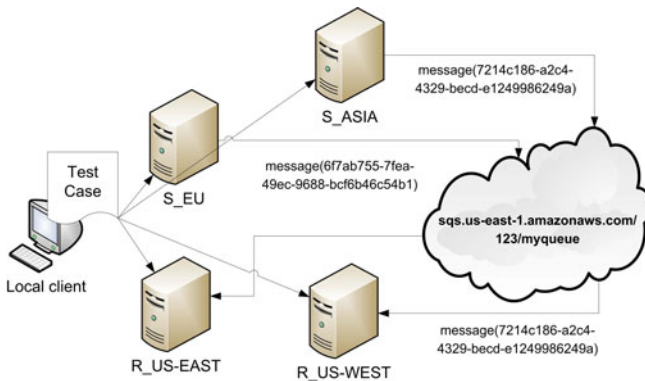 S_ASIA
message(7214c186-a2c4-
4329-becd-e1249986249a)
Test
Case
S_EU
message(6f7ab755-7fea-
49ec-9688-bcf6b46c54b1)
sqs.us-east-1.amazonaws.com/
123/myqueue
Local client
R_US-EAST
R_US-WEST
message(7214c186-a2c4-
4329-becd-e1249986249a)